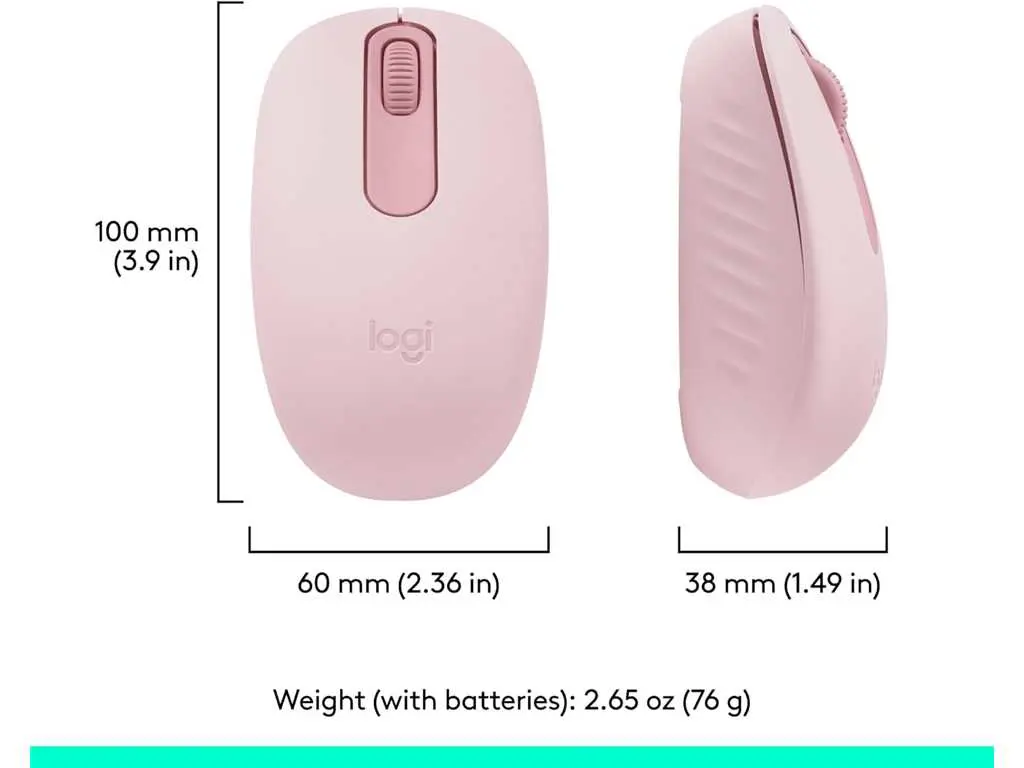 100 mm
(3.9 in)
logi
60 mm (2.36 in)
38 mm (1.49 in)
Weight (with batteries): 2.65 oz (76 g)